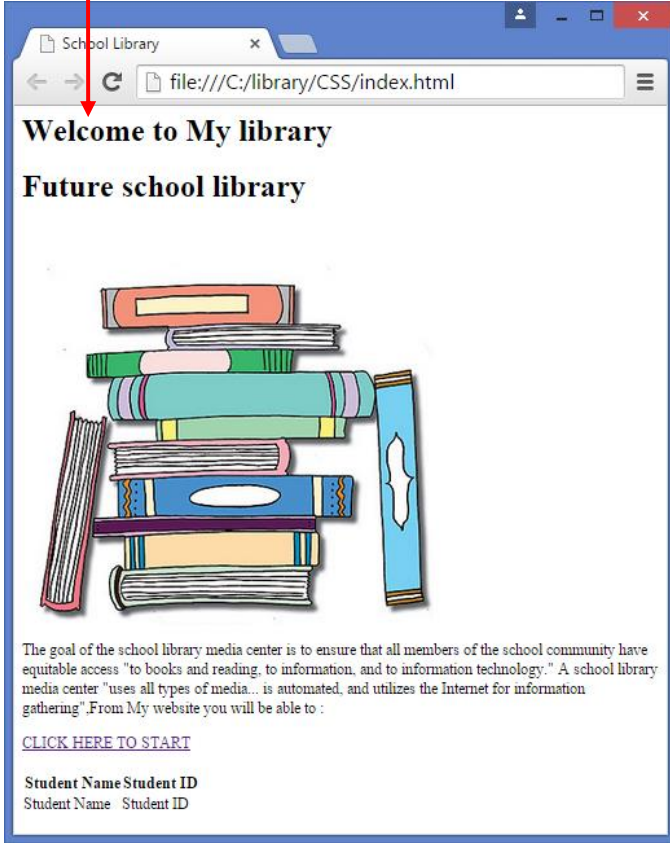 School Library
file:///C:/library/CSS/index.html
Welcome to My library
Future school library
The goal of the school library media center is to ensure that all members of the school community have
equitable access "to books and reading, to information, and to information technology." A school library
media center "uses all types of media... is automated, and utilizes the Internet for information
gathering",From My website you will be able to :
CLICK HERE TO START
Student Name Student ID
Student Name Student ID